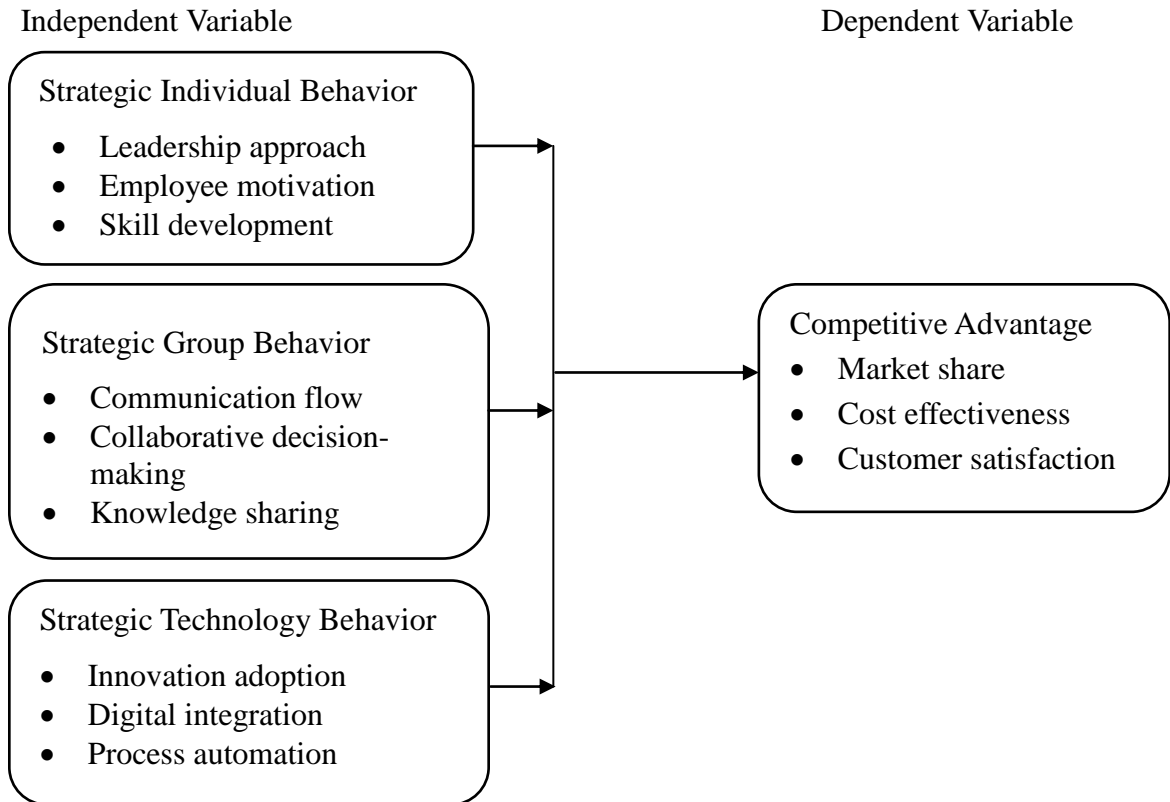 Independent Variable
Dependent Variable
Strategic Individual Behavior
• Leadership approach
• Employee motivation
• Skill development
Strategic Group Behavior
• Communication flow
• Collaborative decision-
making
• Knowledge sharing
Strategic Technology Behavior
• Innovation adoption
• Digital integration
• Process automation
Competitive Advantage
• Market share
• Cost effectiveness
• Customer satisfaction